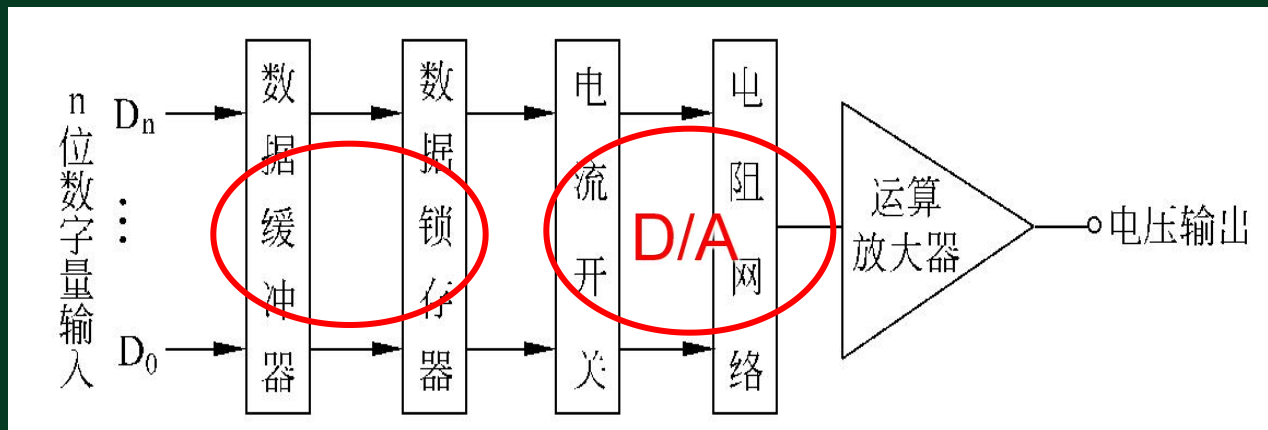 n位数字量输入
Dn
⋮
D0
数据缓冲器
数据锁存器
电流开关
D/A
电阻网络
运算
放大器
电压输出